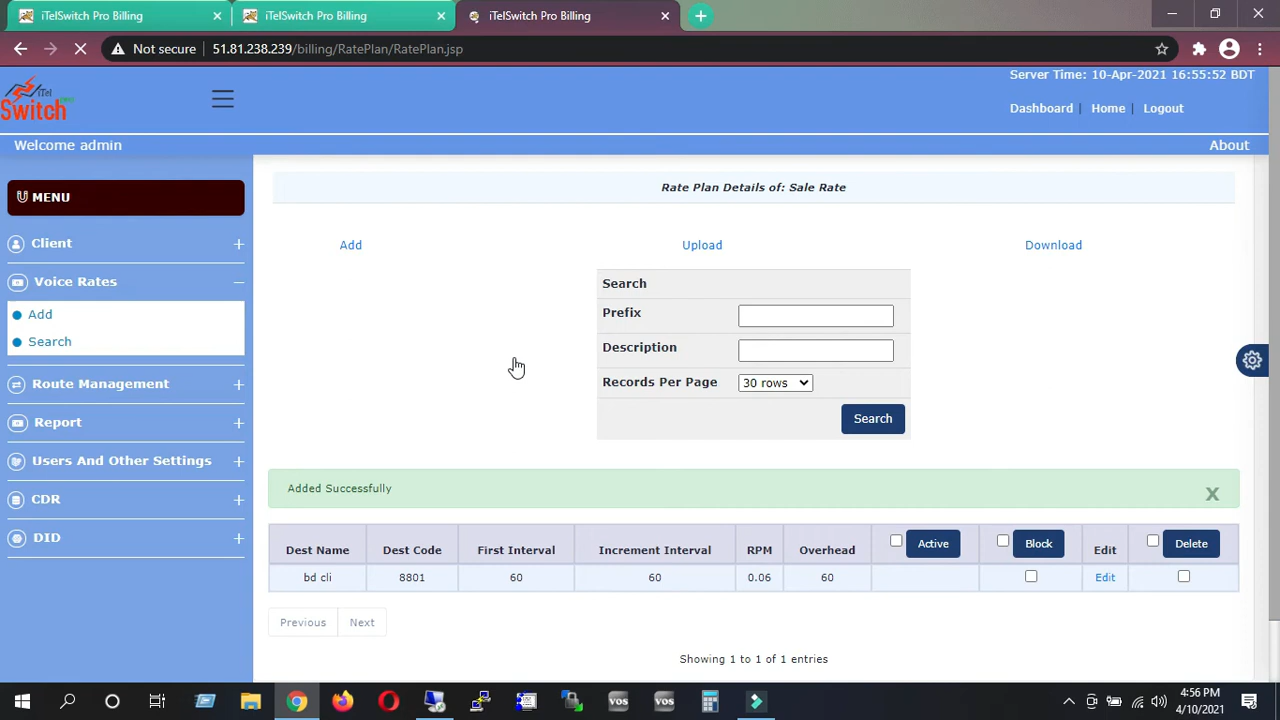 iTelSwitch Pro Billing
iTelSwitch Pro Billing
iTelSwitch Pro Billing
Not secure 51.81.238.239/billing/RatePlan/RatePlan.jsp
Server Time: 10-Apr-2021 16:55:52 BDT
iTel
Switch pro
Dashboard | Home | Logout
Welcome admin
About
MENU
Client
Voice Rates
Add
Search
Route Management
Report
Users And Other Settings
CDR
DID
Rate Plan Details of: Sale Rate
Add Upload Download
Search
Prefix
Description
Records Per Page 30 rows
Search
Added Successfully X
Dest Name Dest Code First Interval Increment Interval RPM Overhead Active Block Edit Delete
bd cli 8801 60 60 0.06 60 Edit
Previous Next
Showing 1 to 1 of 1 entries
VOS VOS
4:56 PM
4/10/2021